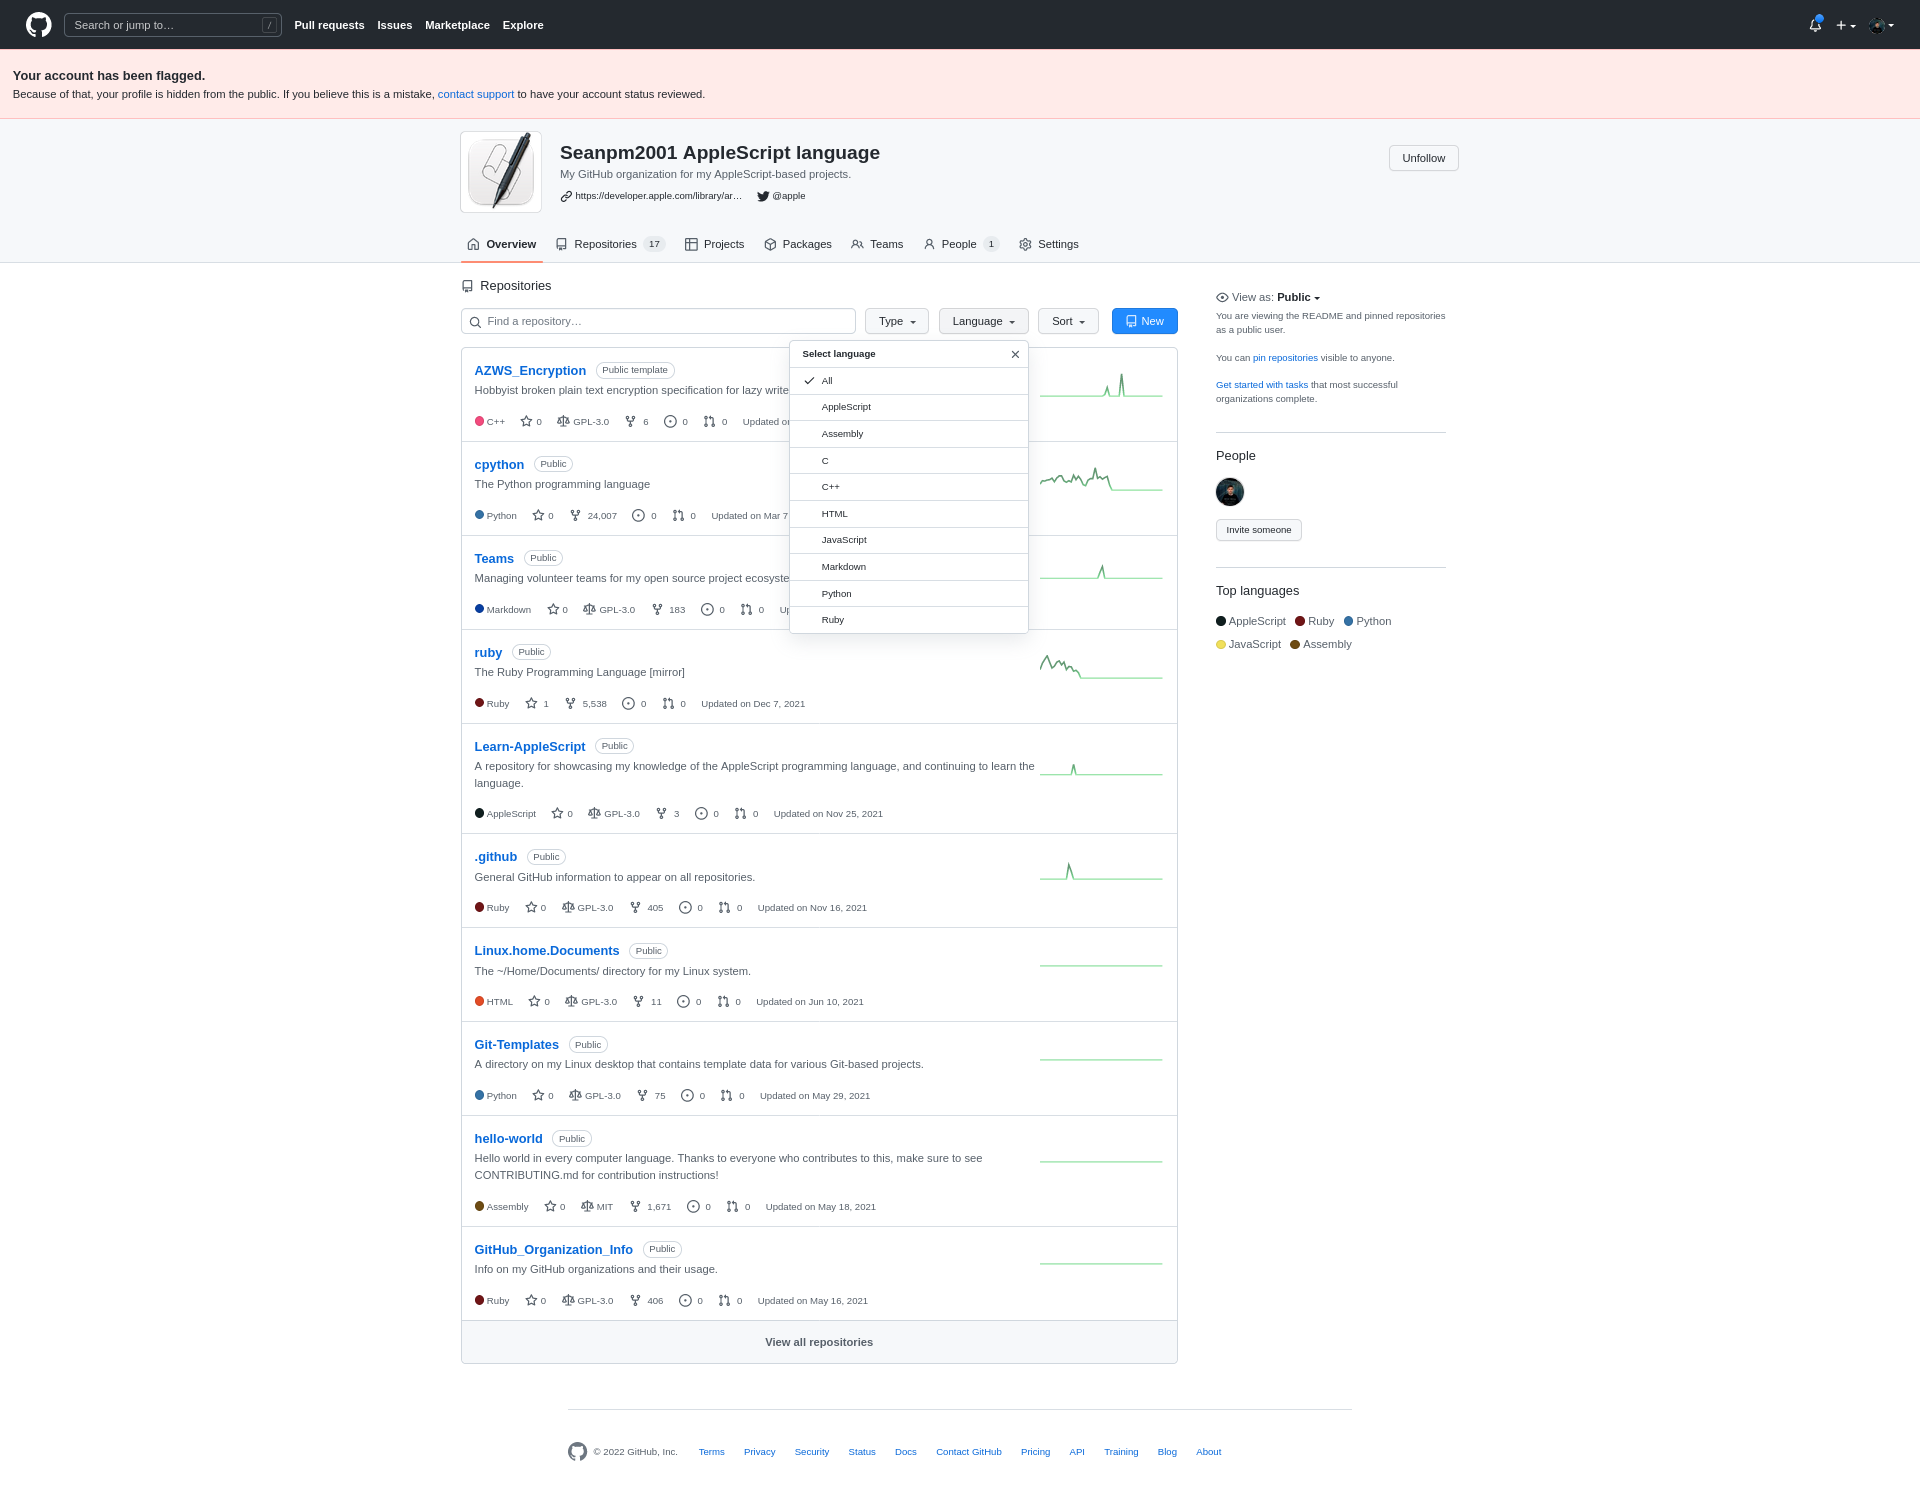 Search or jump to…
/
Pull requests
Issues
Marketplace
Explore
Your account has been flagged.
Because of that, your profile is hidden from the public. If you believe this is a mistake, contact support to have your account status reviewed.
Seanpm2001 AppleScript language
My GitHub organization for my AppleScript-based projects.
https://developer.apple.com/library/ar…
@apple
Unfollow
Overview
Repositories 17
Projects
Packages
Teams
People 1
Settings
Repositories
Find a repository…
Type
Language
Sort
New
Select language
All
AppleScript
Assembly
C
C++
HTML
JavaScript
Markdown
Python
Ruby
AZWS_Encryption Public template
Hobbyist broken plain text encryption specification for lazy write
C++ 0 GPL-3.0 6 0 0 Updated
cpython Public
The Python programming language
Python 0 24,007 0 0 Updated on Mar 7
Teams Public
Managing volunteer teams for my open source project ecosyste
Markdown 0 GPL-3.0 183 0 0
ruby Public
The Ruby Programming Language [mirror]
Ruby 1 5,538 0 0 Updated on Dec 7, 2021
Learn-AppleScript Public
A repository for showcasing my knowledge of the AppleScript programming language, and continuing to learn the
language.
AppleScript 0 GPL-3.0 3 0 0 Updated on Nov 25, 2021
.github Public
General GitHub information to appear on all repositories.
Ruby 0 GPL-3.0 405 0 0 Updated on Nov 16, 2021
Linux.home.Documents Public
The ~/Home/Documents/ directory for my Linux system.
HTML 0 GPL-3.0 11 0 0 Updated on Jun 10, 2021
Git-Templates Public
A directory on my Linux desktop that contains template data for various Git-based projects.
Python 0 GPL-3.0 75 0 0 Updated on May 29, 2021
hello-world Public
Hello world in every computer language. Thanks to everyone who contributes to this, make sure to see
CONTRIBUTING.md for contribution instructions!
Assembly 0 MIT 1,671 0 0 Updated on May 18, 2021
GitHub_Organization_Info Public
Info on my GitHub organizations and their usage.
Ruby 0 GPL-3.0 406 0 0 Updated on May 16, 2021
View all repositories
View as: Public
You are viewing the README and pinned repositories
as a public user.
You can pin repositories visible to anyone.
Get started with tasks that most successful
organizations complete.
People
Invite someone
Top languages
AppleScript Ruby Python
JavaScript Assembly
© 2022 GitHub, Inc.
Terms
Privacy
Security
Status
Docs
Contact GitHub
Pricing
API
Training
Blog
About